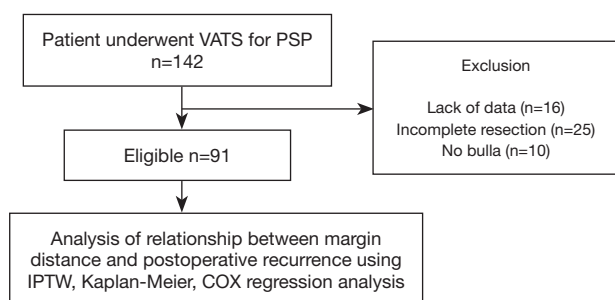 Patient underwent VATS for PSP
n=142
Exclusion
Lack of data (n=16)
Incomplete resection (n=25)
No bulla (n=10)
Eligible n=91
Analysis of relationship between margin
distance and postoperative recurrence using
IPTW, Kaplan-Meier, COX regression analysis